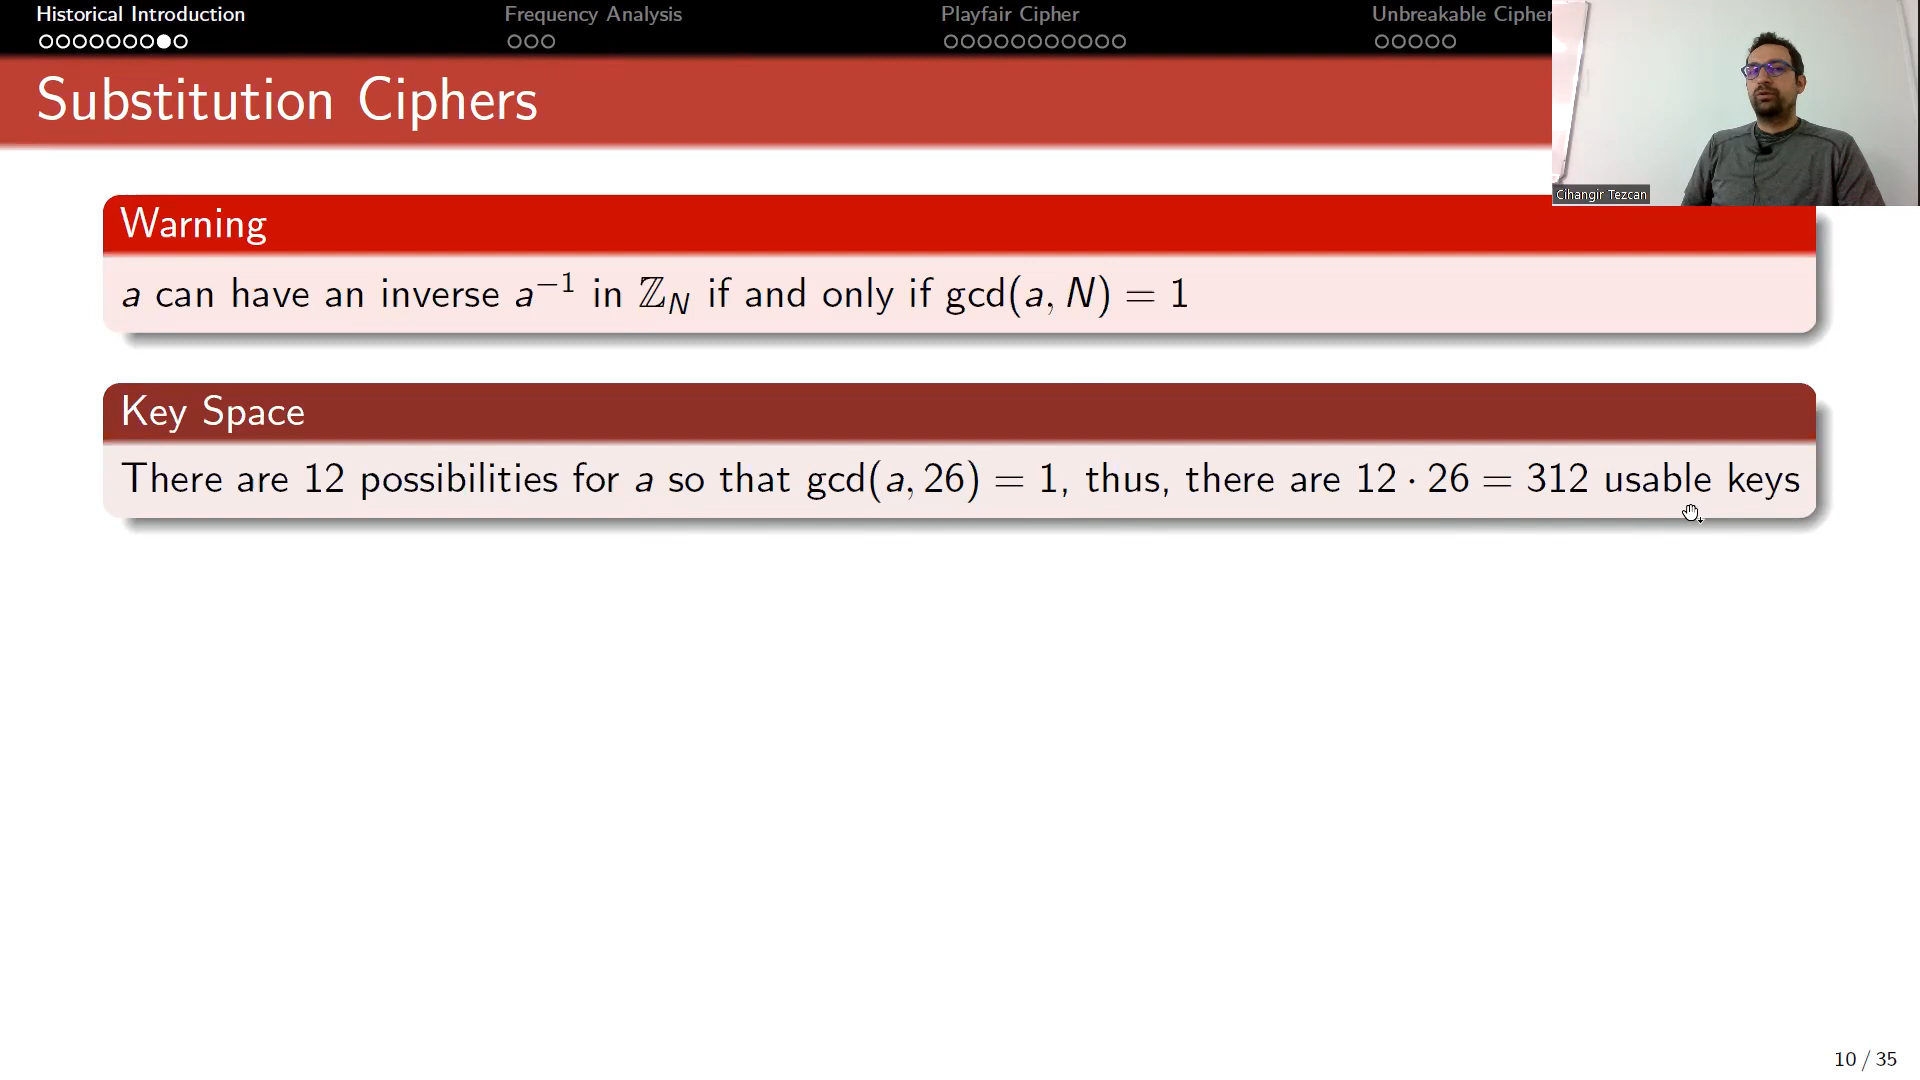 Historical Introduction
Frequency Analysis
Playfair Cipher
Unbreakable Cipher
Substitution Ciphers
Cihangir Tezcan
Warning
a can have an inverse a⁻¹ in ℤ_N if and only if gcd(a, N) = 1
Key Space
There are 12 possibilities for a so that gcd(a, 26) = 1, thus, there are 12 · 26 = 312 usable keys
10 / 35